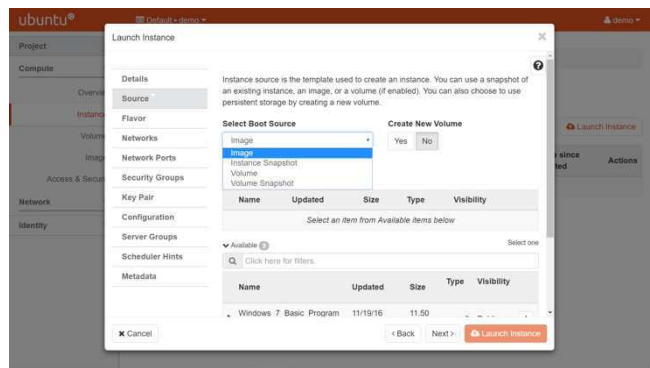 ubuntu®
Default • demo
demo
Launch Instance
Project
Compute
Network
Identity
Access & Secur
Instance
Launch Instance
Actions
Details
Source
Flavor
Networks
Network Ports
Security Groups
Key Pair
Configuration
Server Groups
Scheduler Hints
Metadata
Instance source is the template used to create an instance. You can use a snapshot of
an existing instance, an image, or a volume (if enabled). You can also choose to use
persistent storage by creating a new volume.
Select Boot Source
Create New Volume
Image
Yes No
Image
Instance Snapshot
Volume
Volume Snapshot
Name Updated Size Type Visibility
Select an item from Available items below
Available
Select one
Click here for filters.
Name Updated Size Type Visibility
Windows 7 Basic Program 11/19/16 11.50
Cancel
< Back
Next >
Launch Instance